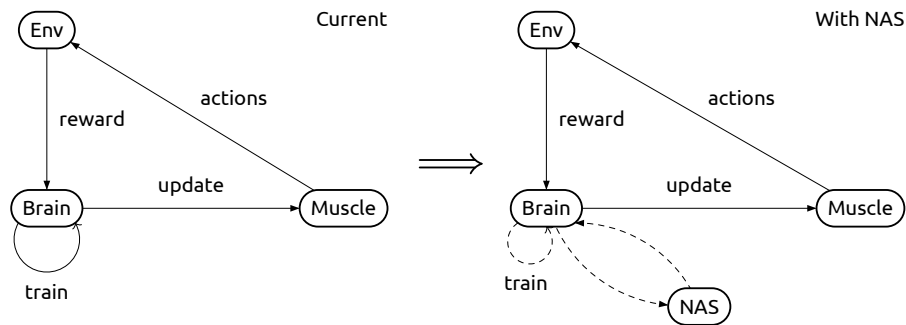 Current
Env
actions
reward
update
Brain
Muscle
train
With NAS
Env
actions
reward
update
Brain
Muscle
train
NAS